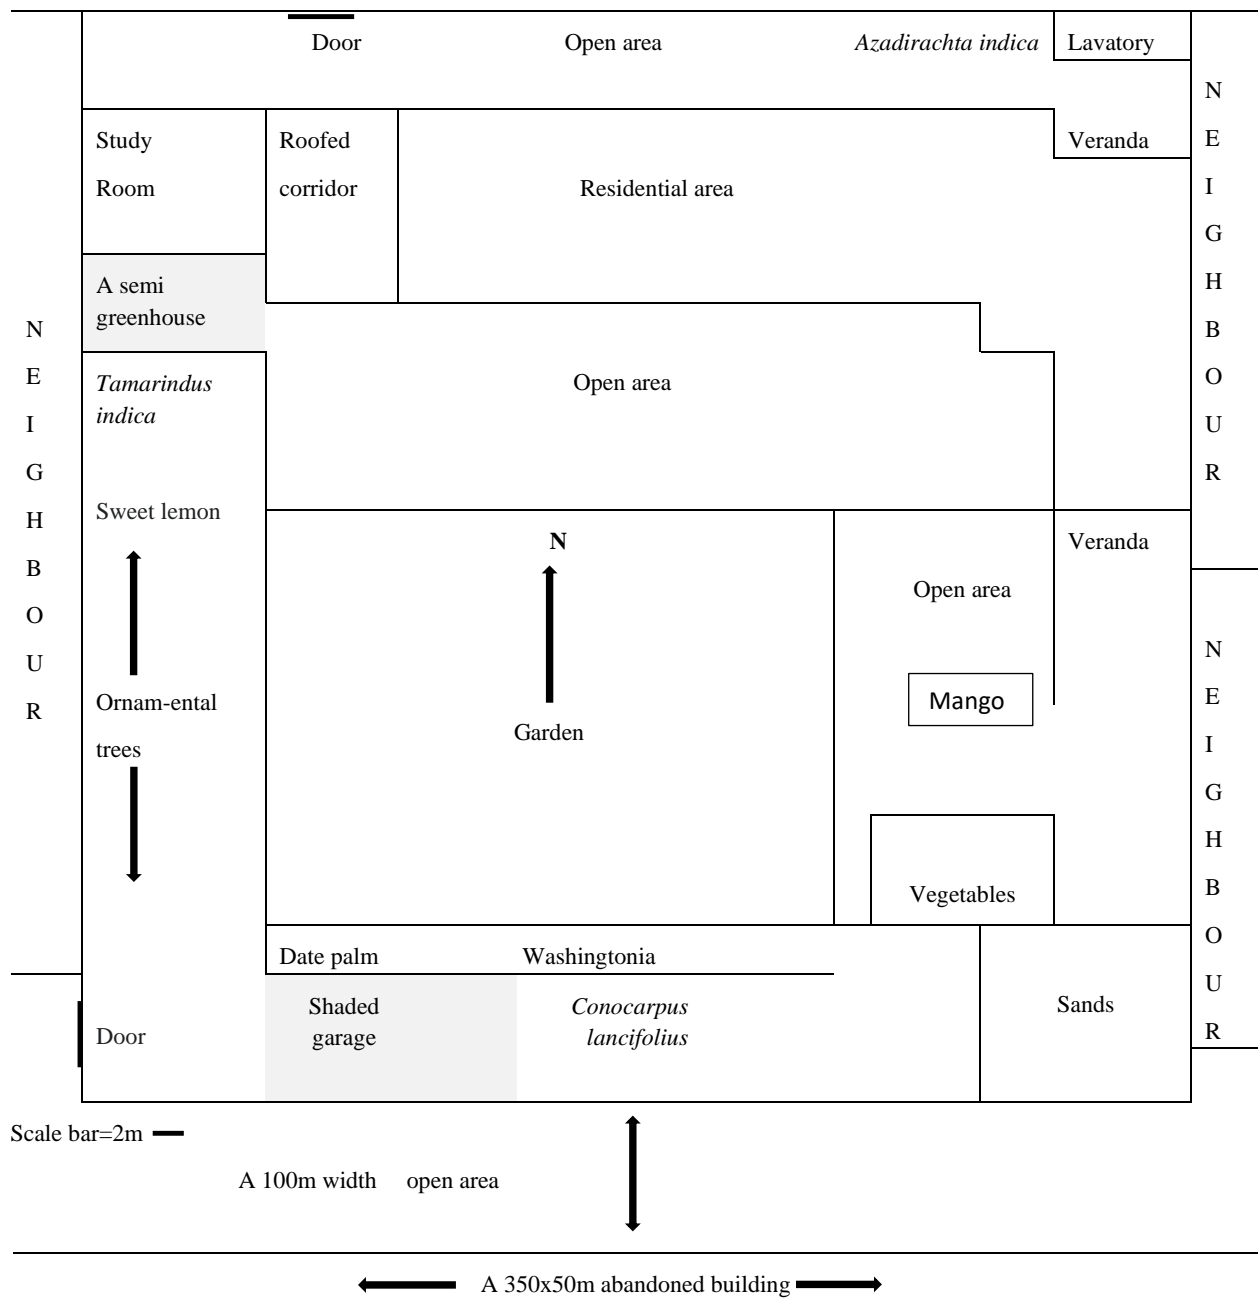 Door Open area Azadirachta indica Lavatory
Study Room
Roofed corridor
Residential area
Veranda
N
E
I
G
H
B
O
U
R
A semi
greenhouse
N
E
I
G
H
B
O
U
R
Tamarindus
indica
Open area
Sweet lemon
N
Veranda
Open area
Ornam-ental
trees
Garden
Mango
Vegetables
N
E
I
G
H
B
O
U
R
Date palm
Washingtonia
Door
Shaded
garage
Conocarpus
lancifolius
Sands
Scale bar=2m
A 100m width open area
A 350x50m abandoned building